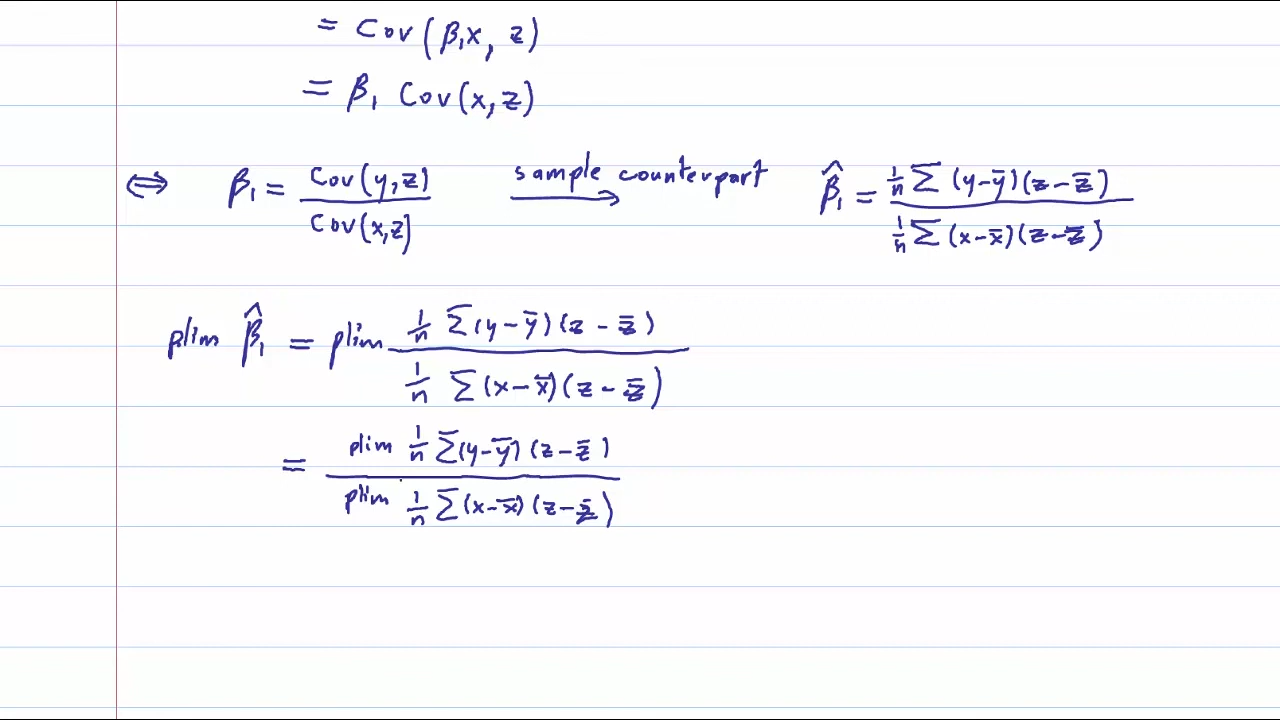 = Cov(β₁x, z)
= β₁ Cov(x,z)
⇔ β₁ = Cov(y,z) / Cov(x,z) sample counterpart → β̂₁ = 1/n Σ (y-ȳ)(z-z̄) / 1/n Σ (x-x̄)(z-z̄)
plim β̂₁ = plim 1/n Σ(y-ȳ)(z-z̄) / 1/n Σ(x-x̄)(z-z̄)
= plim 1/n Σ(y-ȳ)(z-z̄) / plim 1/n Σ(x-x̄)(z-z̄)